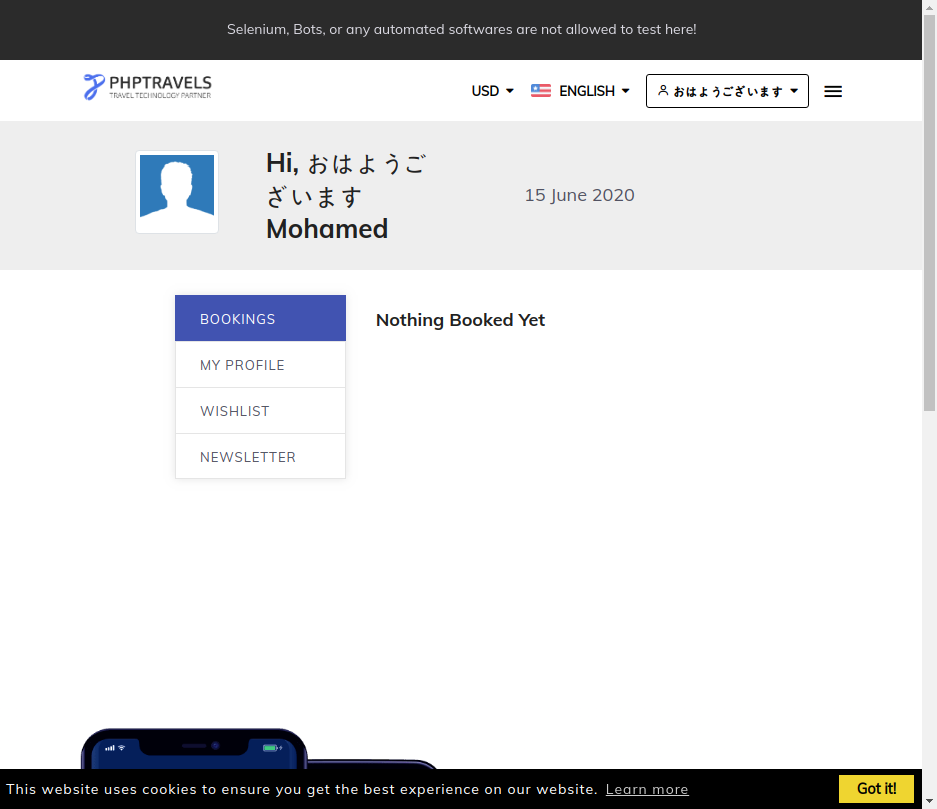 Selenium, Bots, or any automated softwares are not allowed to test here!
PHPTRAVELS
TRAVEL TECHNOLOGY PARTNER
USD
ENGLISH
おはようございます
Hi, おはようご
ざいます
Mohamed
15 June 2020
BOOKINGS
Nothing Booked Yet
MY PROFILE
WISHLIST
NEWSLETTER
This website uses cookies to ensure you get the best experience on our website. Learn more
Got it!